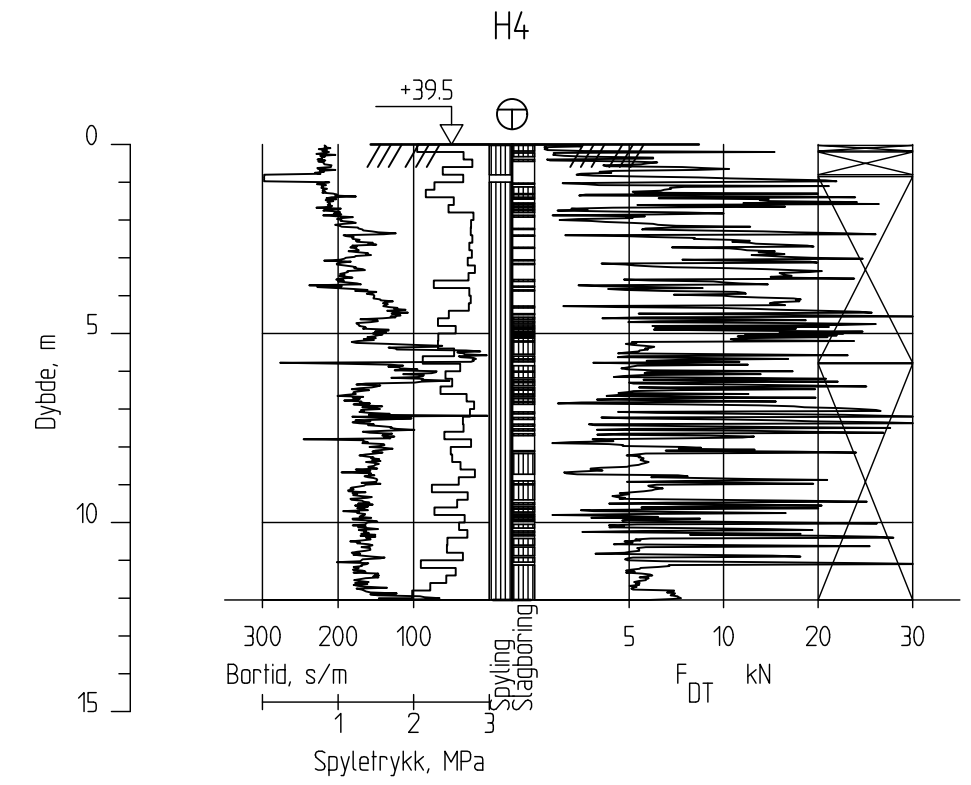 H4
+39.5
0
5
10
15
Dybde, m
300 200 100
Bortid, s/m
1 2 3
Spyletrykk, MPa
Spyling
Slagboring
5 10 20 30
FDT kN